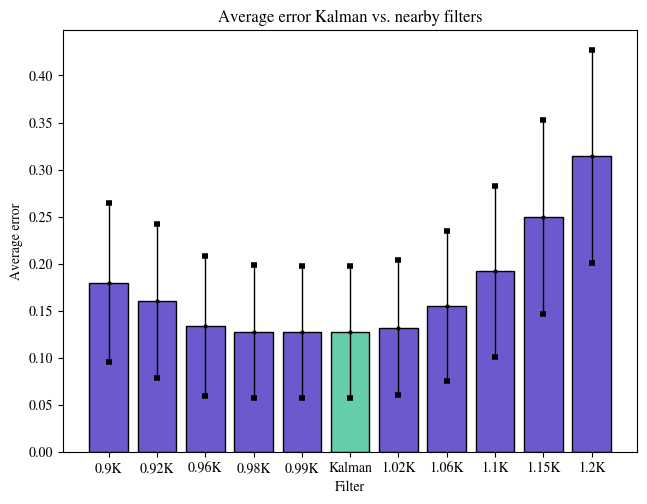 Average error Kalman vs. nearby filters
Average error
0.40
0.35
0.30
0.25
0.20
0.15
0.10
0.05
0.00
0.9K 0.92K 0.96K 0.98K 0.99K Kalman 1.02K 1.06K 1.1K 1.15K 1.2K
Filter